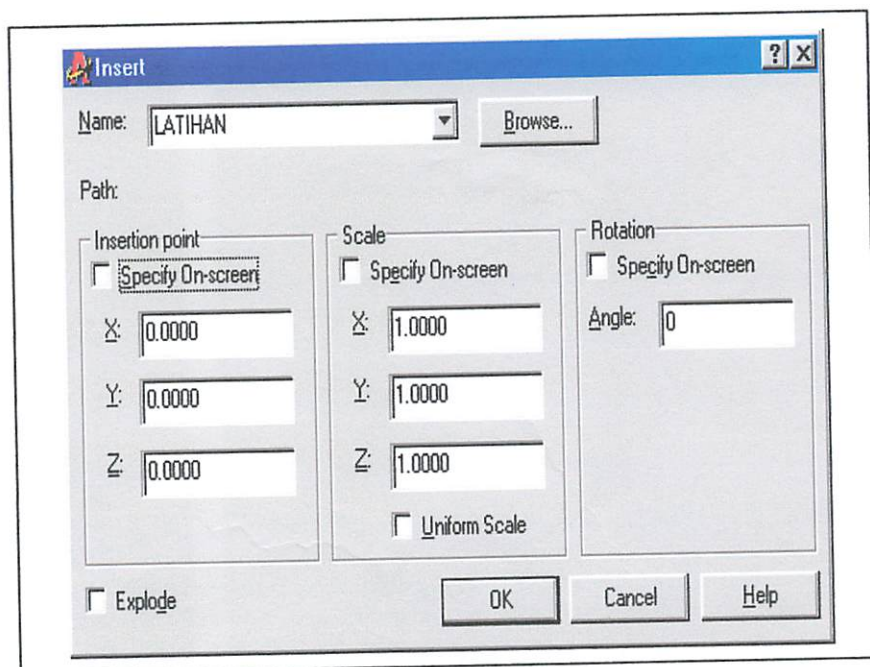 Insert
Name: LATIHAN Browse...
Path:
Insertion point
Specify On-screen
X: 0.0000
Y: 0.0000
Z: 0.0000
Scale
Specify On-screen
X: 1.0000
Y: 1.0000
Z: 1.0000
Uniform Scale
Rotation
Specify On-screen
Angle: 0
Explode OK Cancel Help